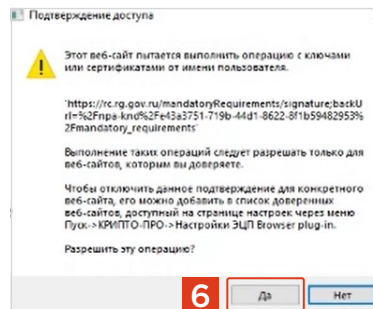 Подтверждение доступа
Этот веб-сайт пытается выполнить операцию с ключами
или сертификатами от имени пользователя.
'https://rc.rg.gov.ru/mandatoryRequirements/signature;backU
rl=%2Fnpa-knd%2Fe43a3751-719b-44d1-8622-8f1b59482953%
2Fmandatory_requirements'
Выполнение таких операций следует разрешать только для
веб-сайтов, которым вы доверяете.
Чтобы отключить данное подтверждение для конкретного
веб-сайта, его можно добавить в список доверенных
веб-сайтов, доступный на странице настроек через меню
Пуск->КРИПТО-ПРО->Настройки ЭЦП Browser plug-in.
Разрешить эту операцию?
6 Да Нет